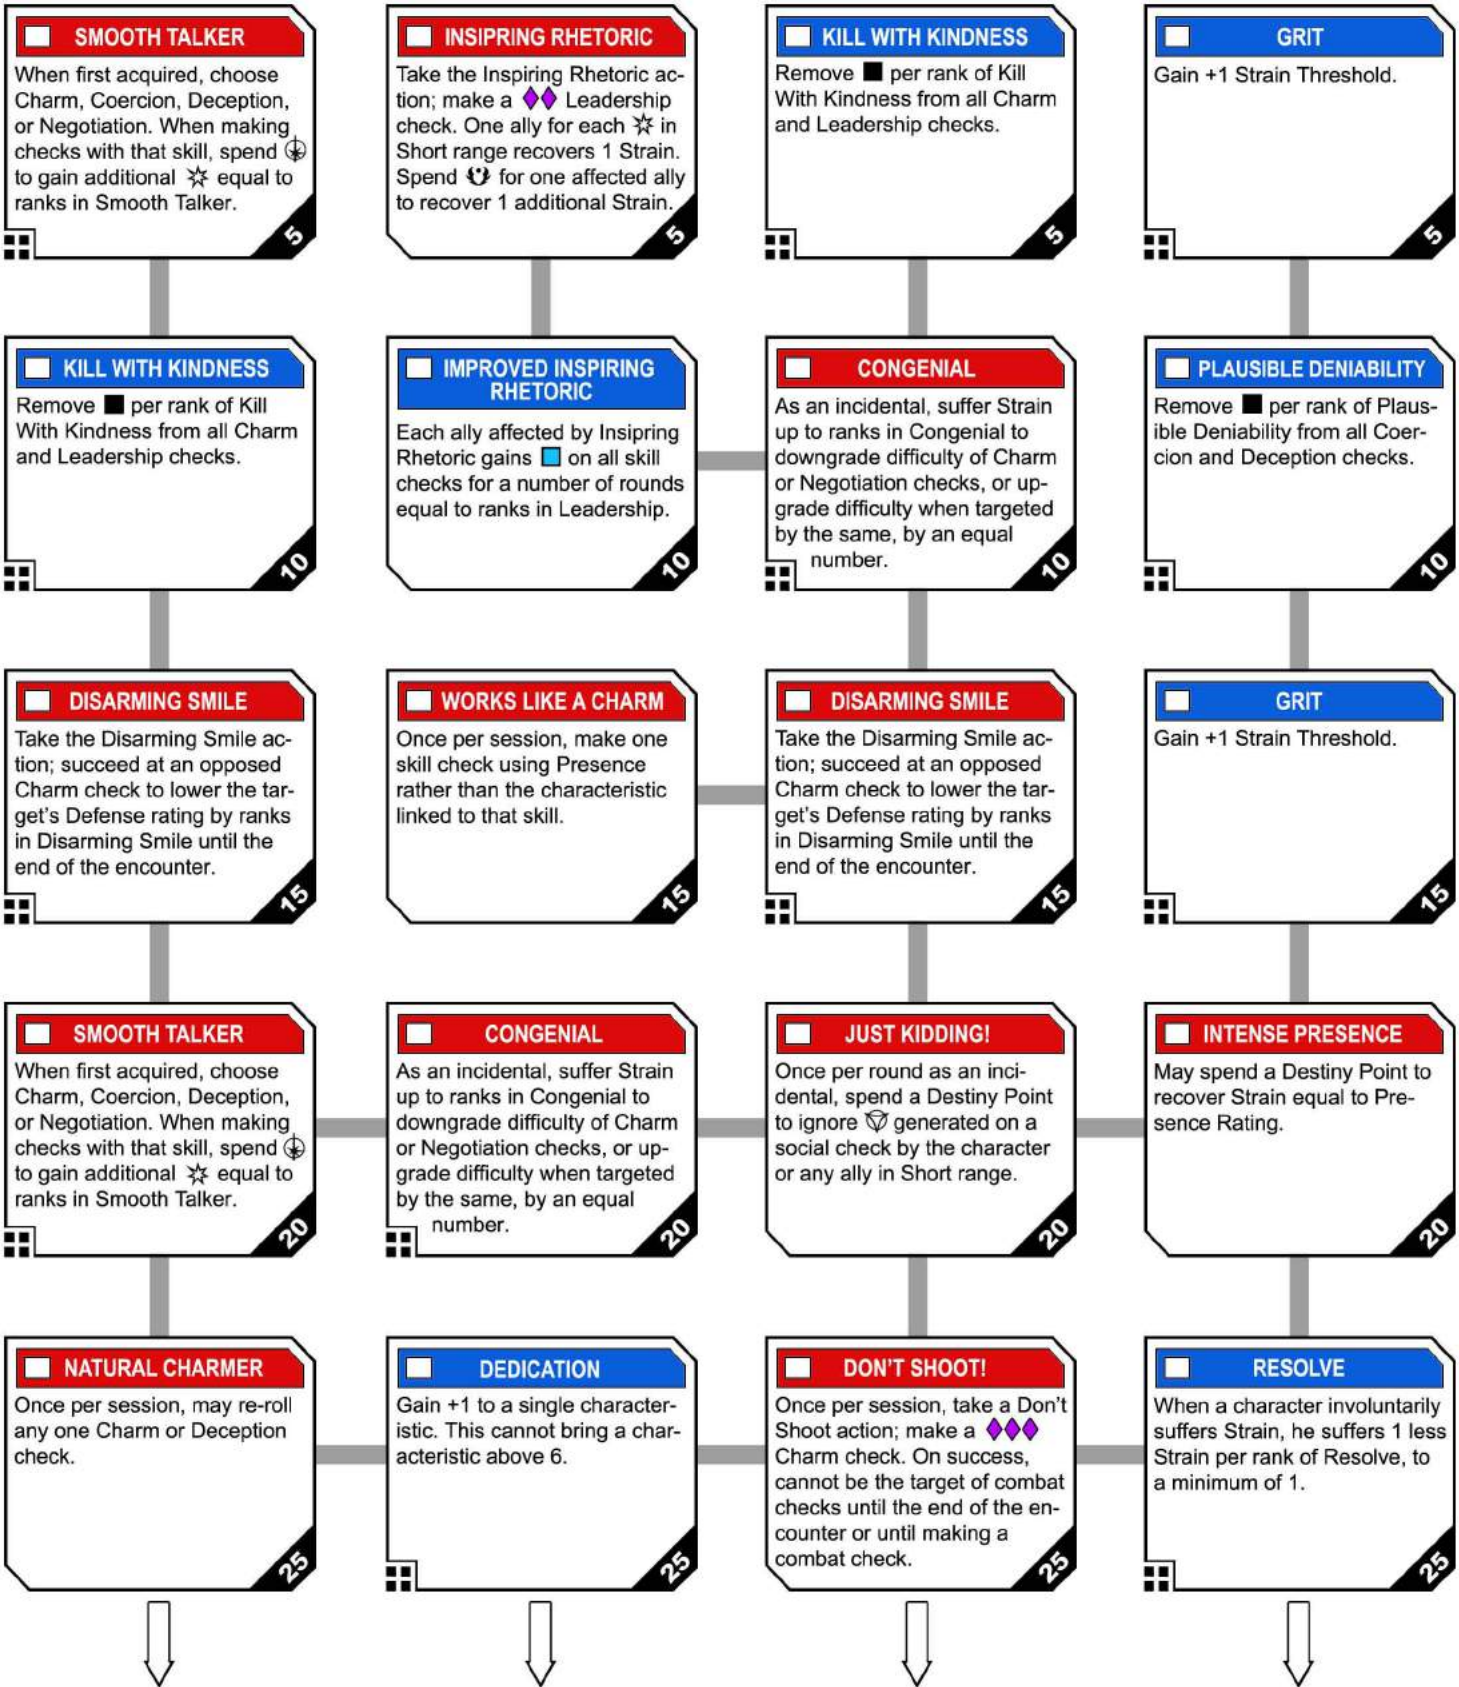 SMOOTH TALKER
When first acquired, choose
Charm, Coercion, Deception,
or Negotiation. When making
checks with that skill, spend
to gain additional equal to
ranks in Smooth Talker.
5
INSIPRING RHETORIC
Take the Inspiring Rhetoric ac-
tion; make a Leadership
check. One ally for each in
Short range recovers 1 Strain.
Spend for one affected ally
to recover 1 additional Strain.
5
KILL WITH KINDNESS
Remove per rank of Kill
With Kindness from all Charm
and Leadership checks.
5
GRIT
Gain +1 Strain Threshold.
5
KILL WITH KINDNESS
Remove per rank of Kill
With Kindness from all Charm
and Leadership checks.
10
IMPROVED INSPIRING
RHETORIC
Each ally affected by Insipring
Rhetoric gains on all skill
checks for a number of rounds
equal to ranks in Leadership.
10
CONGENIAL
As an incidental, suffer Strain
up to ranks in Congenial to
downgrade difficulty of Charm
or Negotiation checks, or up-
grade difficulty when targeted
by the same, by an equal
number.
10
PLAUSIBLE DENIABILITY
Remove per rank of Plaus-
ible Deniability from all Coer-
cion and Deception checks.
10
DISARMING SMILE
Take the Disarming Smile ac-
tion; succeed at an opposed
Charm check to lower the tar-
get's Defense rating by ranks
in Disarming Smile until the
end of the encounter.
15
WORKS LIKE A CHARM
Once per session, make one
skill check using Presence
rather than the characteristic
linked to that skill.
15
DISARMING SMILE
Take the Disarming Smile ac-
tion; succeed at an opposed
Charm check to lower the tar-
get's Defense rating by ranks
in Disarming Smile until the
end of the encounter.
15
GRIT
Gain +1 Strain Threshold.
15
SMOOTH TALKER
When first acquired, choose
Charm, Coercion, Deception,
or Negotiation. When making
checks with that skill, spend
to gain additional equal to
ranks in Smooth Talker.
20
CONGENIAL
As an incidental, suffer Strain
up to ranks in Congenial to
downgrade difficulty of Charm
or Negotiation checks, or up-
grade difficulty when targeted
by the same, by an equal
number.
20
JUST KIDDING!
Once per round as an inci-
dental, spend a Destiny Point
to ignore generated on a
social check by the character
or any ally in Short range.
20
INTENSE PRESENCE
May spend a Destiny Point to
recover Strain equal to Pre-
sence Rating.
20
NATURAL CHARMER
Once per session, may re-roll
any one Charm or Deception
check.
25
DEDICATION
Gain +1 to a single character-
istic. This cannot bring a char-
acteristic above 6.
25
DON'T SHOOT!
Once per session, take a Don't
Shoot action; make a
Charm check. On success,
cannot be the target of combat
checks until the end of the en-
counter or until making a
combat check.
25
RESOLVE
When a character involuntarily
suffers Strain, he suffers 1 less
Strain per rank of Resolve, to
a minimum of 1.
25